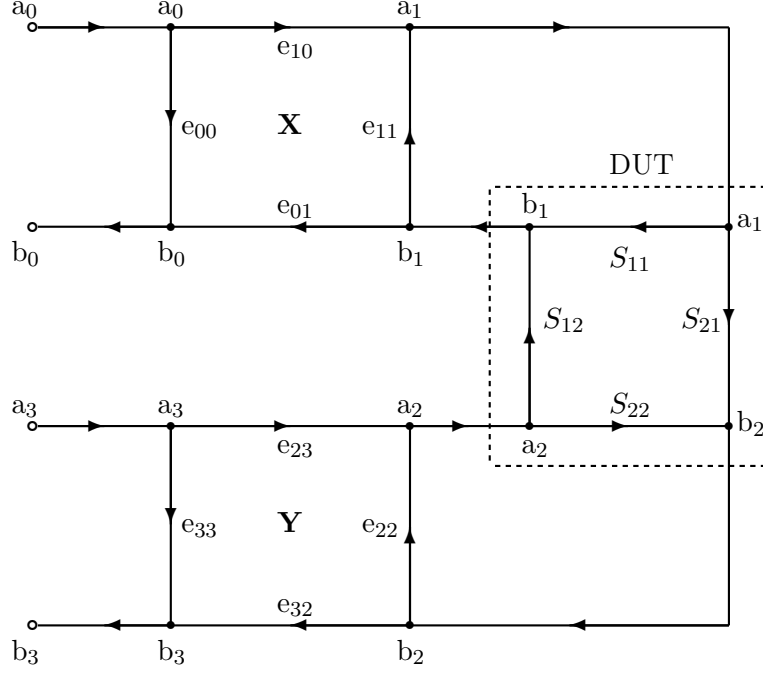 a₀ a₀ a₁
e₁₀
e₀₀ X e₁₁
DUT
e₀₁ b₁ a₁
b₀ b₀ b₁ S₁₁
S₁₂ S₂₁
a₃ a₃ a₂ S₂₂ b₂
e₂₃ a₂
e₃₃ Y e₂₂
e₃₂
b₃ b₃ b₂